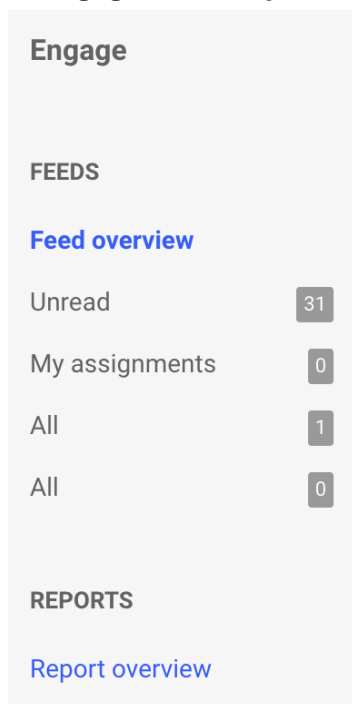 Engage
FEEDS
Feed overview
Unread 31
My assignments 0
All 1
All 0
REPORTS
Report overview